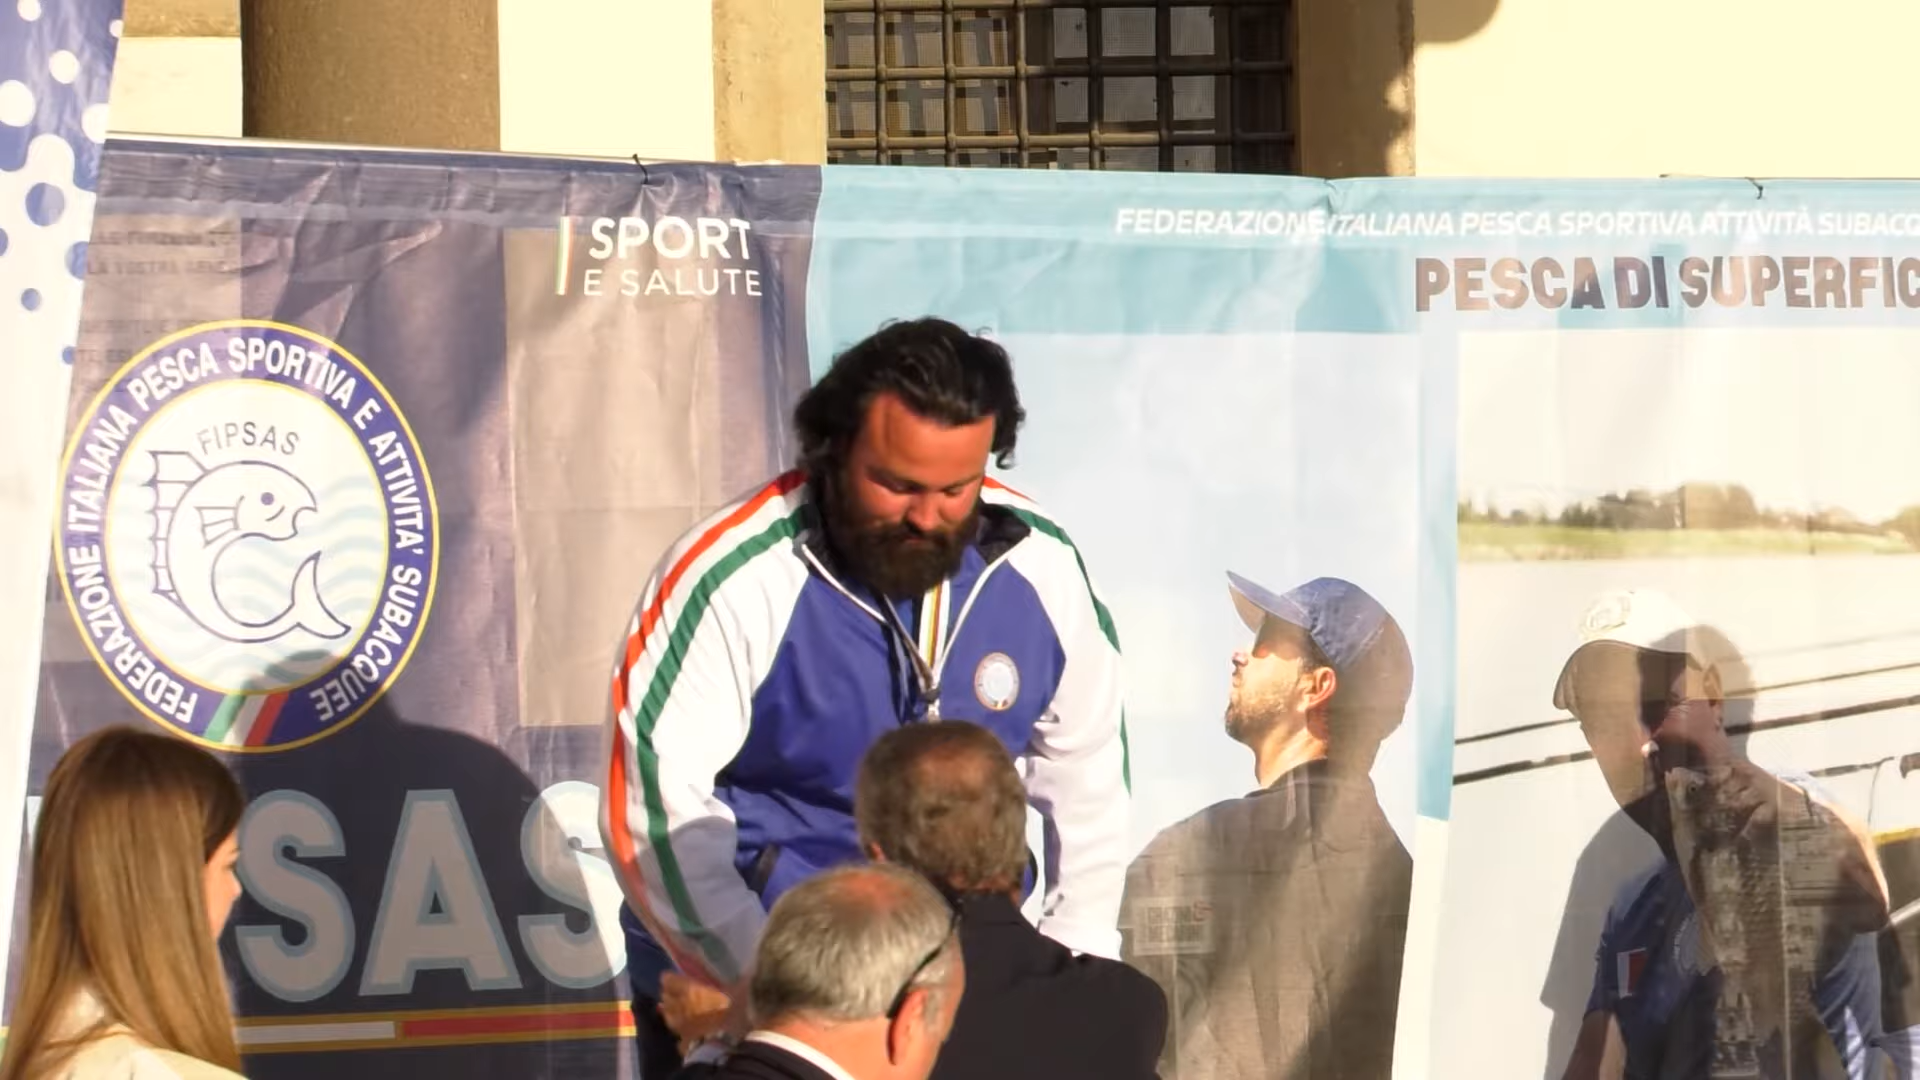 SPORT
E SALUTE
FEDERAZIONE ITALIANA PESCA SPORTIVA ATTIVITÀ SUBACQ
PESCA DI SUPERFIC
FEDERAZIONE ITALIANA PESCA SPORTIVA E ATTIVITA' SUBACQUEE
FIPSAS
SAS